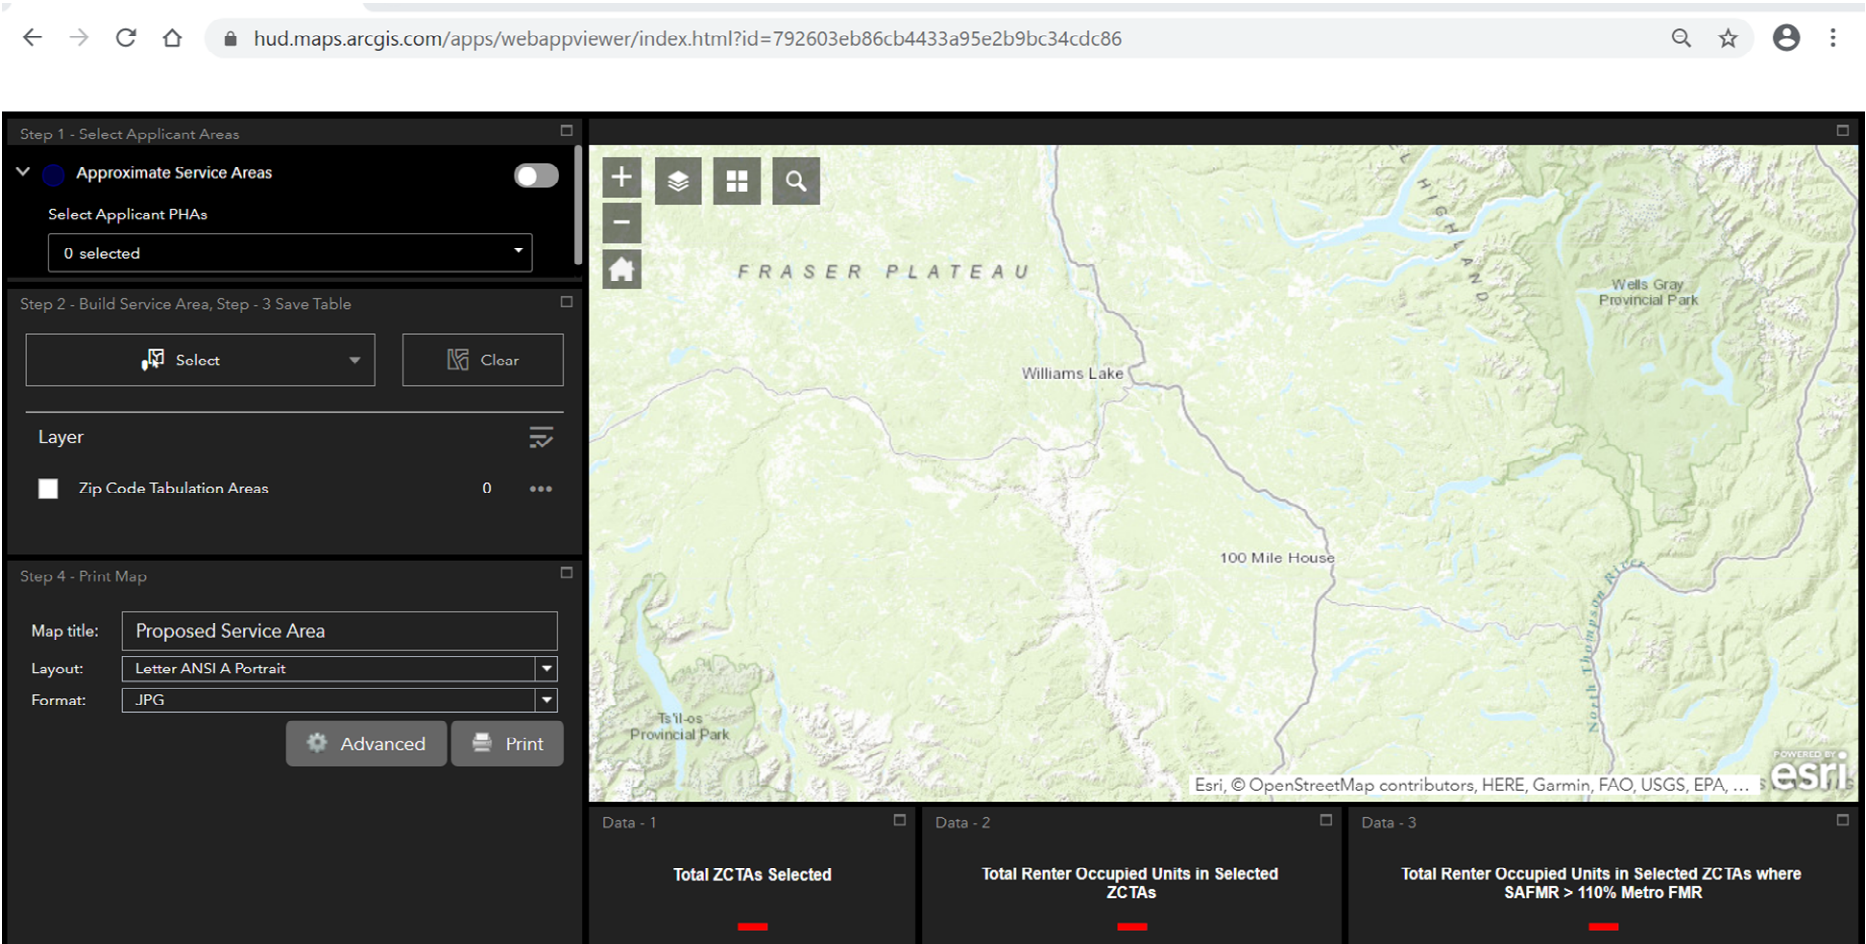 hud.maps.arcgis.com/apps/webappviewer/index.html?id=792603eb86cb4433a95e2b9bc34cdc86
Step 1 - Select Applicant Areas
Approximate Service Areas
Select Applicant PHAs
0 selected
Step 2 - Build Service Area, Step - 3 Save Table
Select
Clear
Layer
Zip Code Tabulation Areas
0
Step 4 - Print Map
Map title:
Proposed Service Area
Layout:
Letter ANSI A Portrait
Format:
JPG
Advanced
Print
FRASER PLATEAU
HIGHLAND
Wells Gray
Provincial Park
Williams Lake
100 Mile House
North Thompson River
Ts'il-os
Provincial Park
POWERED BY
esri
Esri, © OpenStreetMap contributors, HERE, Garmin, FAO, USGS, EPA, ...
Data - 1
Total ZCTAs Selected
Data - 2
Total Renter Occupied Units in Selected
ZCTAs
Data - 3
Total Renter Occupied Units in Selected ZCTAs where
SAFMR > 110% Metro FMR